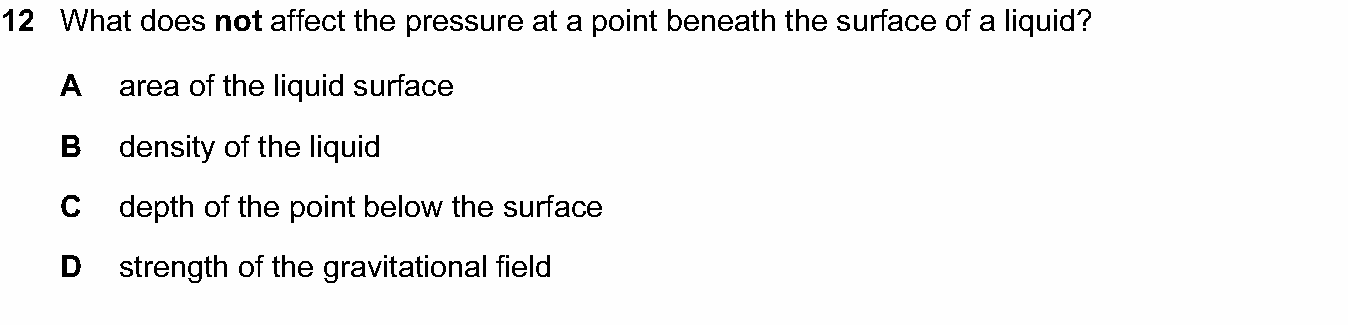 12 What does not affect the pressure at a point beneath the surface of a liquid?
A area of the liquid surface
B density of the liquid
C depth of the point below the surface
D strength of the gravitational field